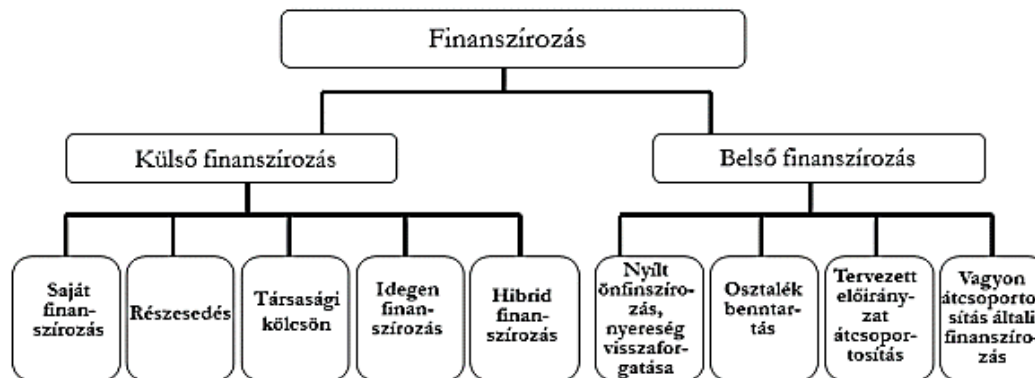 Finanszírozás
Külső finanszírozás
Belső finanszírozás
Saját
finan-
szírozás
Részesedés
Társasági
kölcsön
Idegen
finan-
szírozás
Hibrid
finan-
szírozás
Nyílt
önfinszíro-
zás,
nyereség
visszafor-
gatása
Osztalék
benntar-
tás
Tervezett
előirány-
zat
átcsopor-
tosítás
Vagyon
átcsoporto
sítás általi
finanszíro-
zás